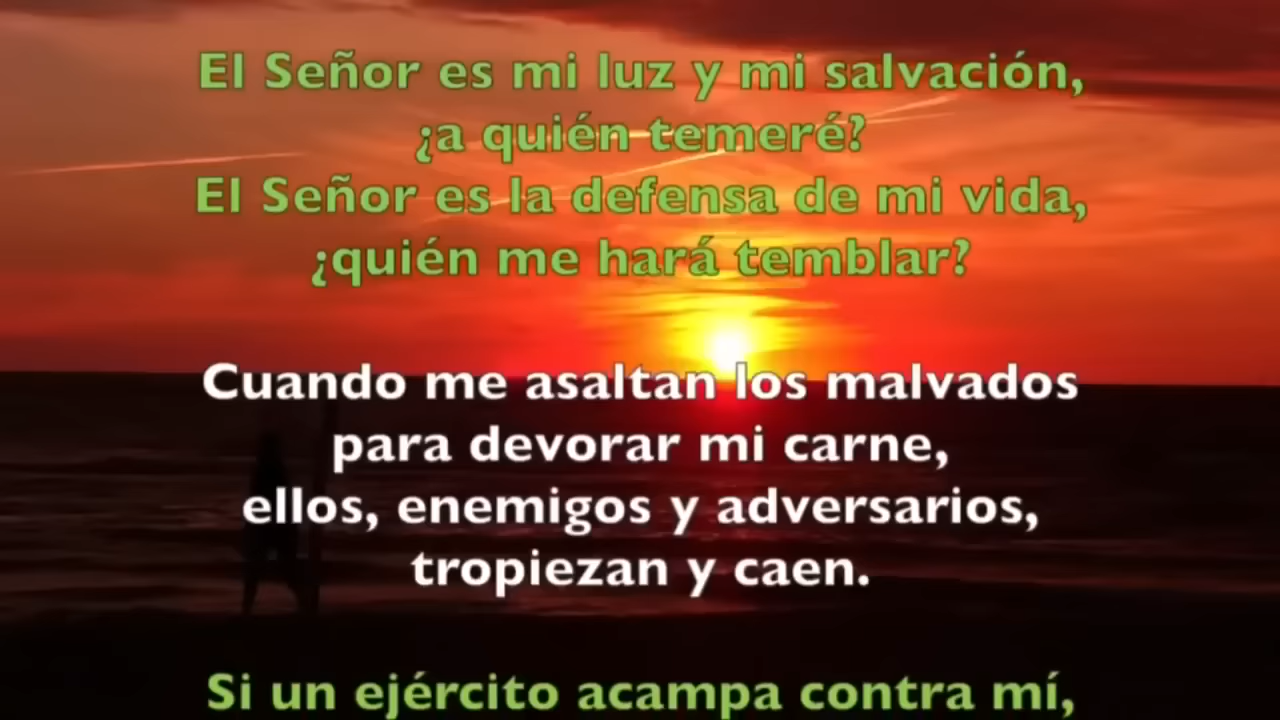 El Señor es mi luz y mi salvación,
¿a quién temeré?
El Señor es la defensa de mi vida,
¿quién me hará temblar?
Cuando me asaltan los malvados
para devorar mi carne,
ellos, enemigos y adversarios,
tropiezan y caen.
Si un ejército acampa contra mí,